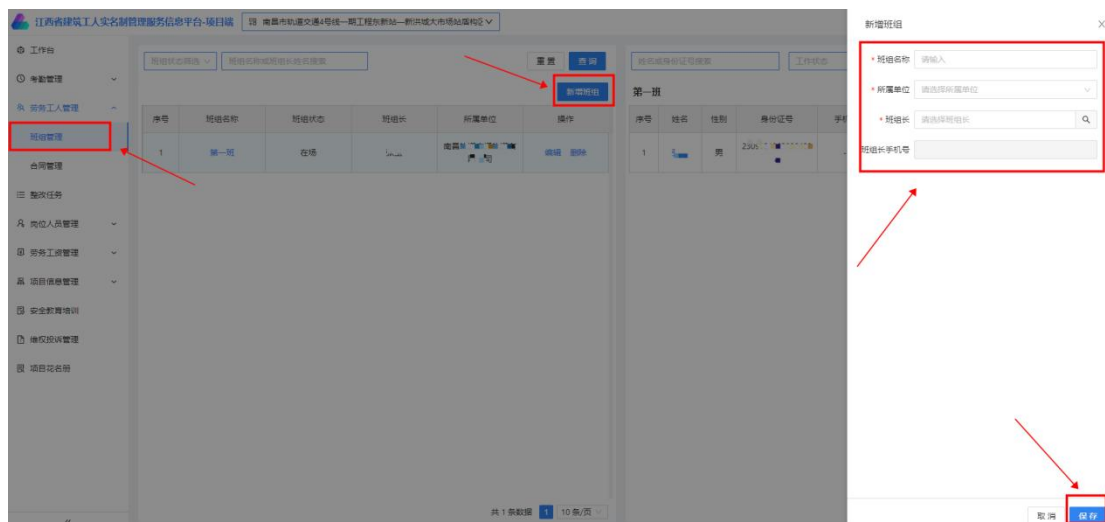 江西省建筑工人实名制管理服务信息平台-项目端
南昌市轨道交通4号线一期工程东新站—新洪城大市场站盾构区
新增班组
工作台
考勤管理
劳务工人管理
班组管理
合同管理
整改任务
岗位人员管理
劳务工资管理
项目信息管理
安全教育培训
维权投诉管理
项目花名册
班组状态筛选 班组名称或班组长姓名搜索 重置 查询
新增班组
序号 班组名称 班组状态 班组长 所属单位 操作
1 第一班 在场 南昌 司 编辑 删除
共 1 条数据 1 10 条/页
姓名或身份证号搜索 工作状态
第一班
序号 姓名 性别 身份证号 手机
1 男 2309
* 班组名称 请输入
* 所属单位 请选择所属单位
* 班组长 请选择班组长
班组长手机号
取消 保存